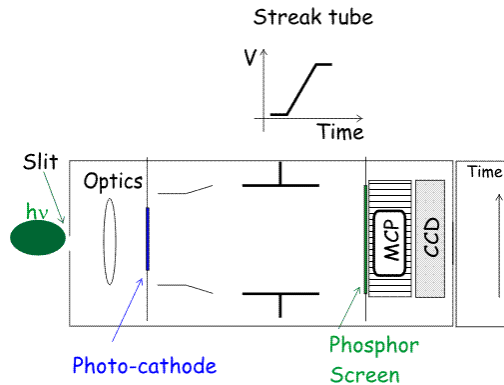 Streak tube
V
Time
Slit
Optics
hν
MCP
CCD
Time
Photo-cathode
Phosphor
Screen